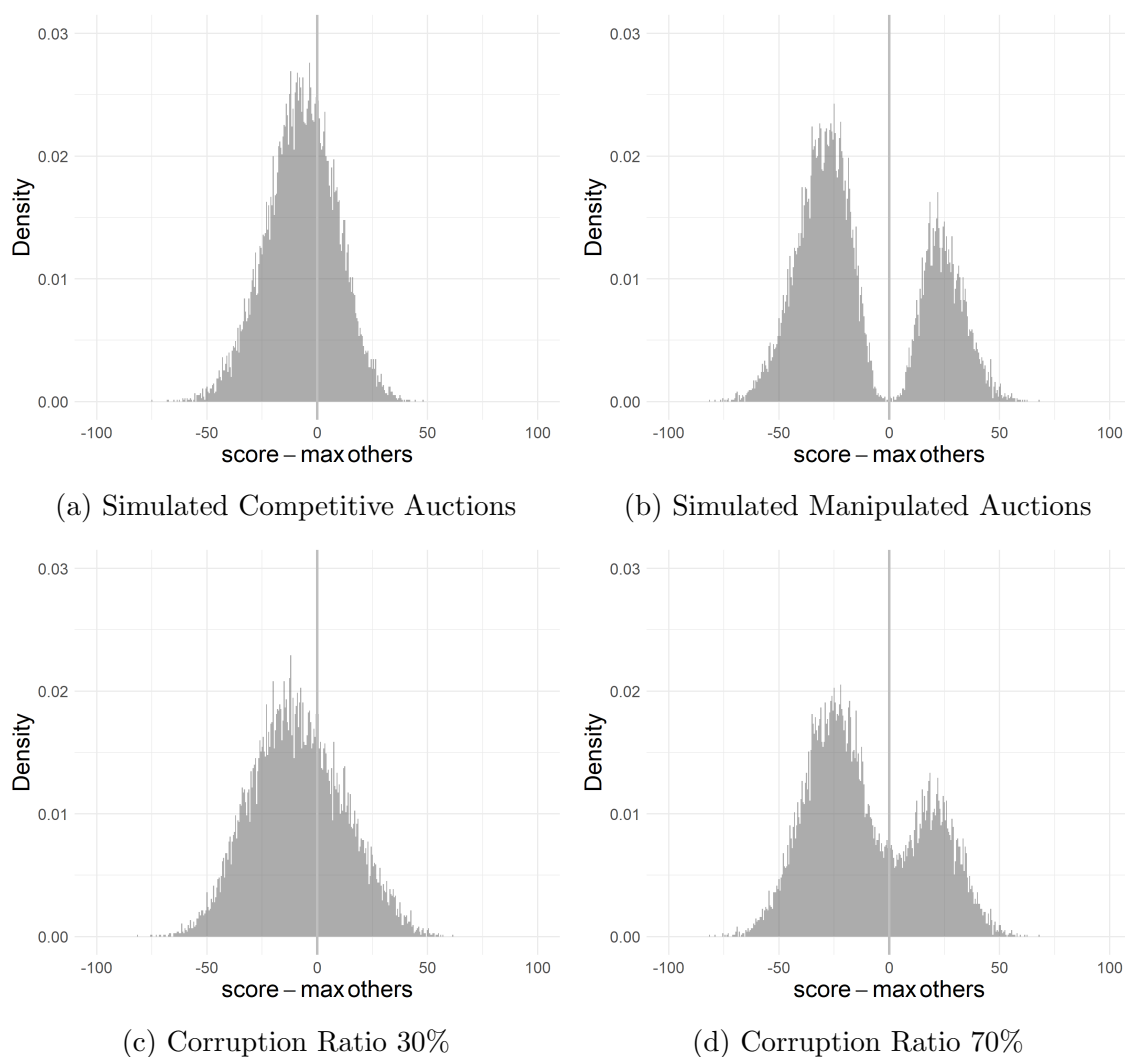 0.03
0.02
0.01
0.00
Density
-100 -50 0 50 100
score – max others
(a) Simulated Competitive Auctions
0.03
0.02
0.01
0.00
Density
-100 -50 0 50 100
score – max others
(b) Simulated Manipulated Auctions
0.03
0.02
0.01
0.00
Density
-100 -50 0 50 100
score – max others
(c) Corruption Ratio 30%
0.03
0.02
0.01
0.00
Density
-100 -50 0 50 100
score – max others
(d) Corruption Ratio 70%